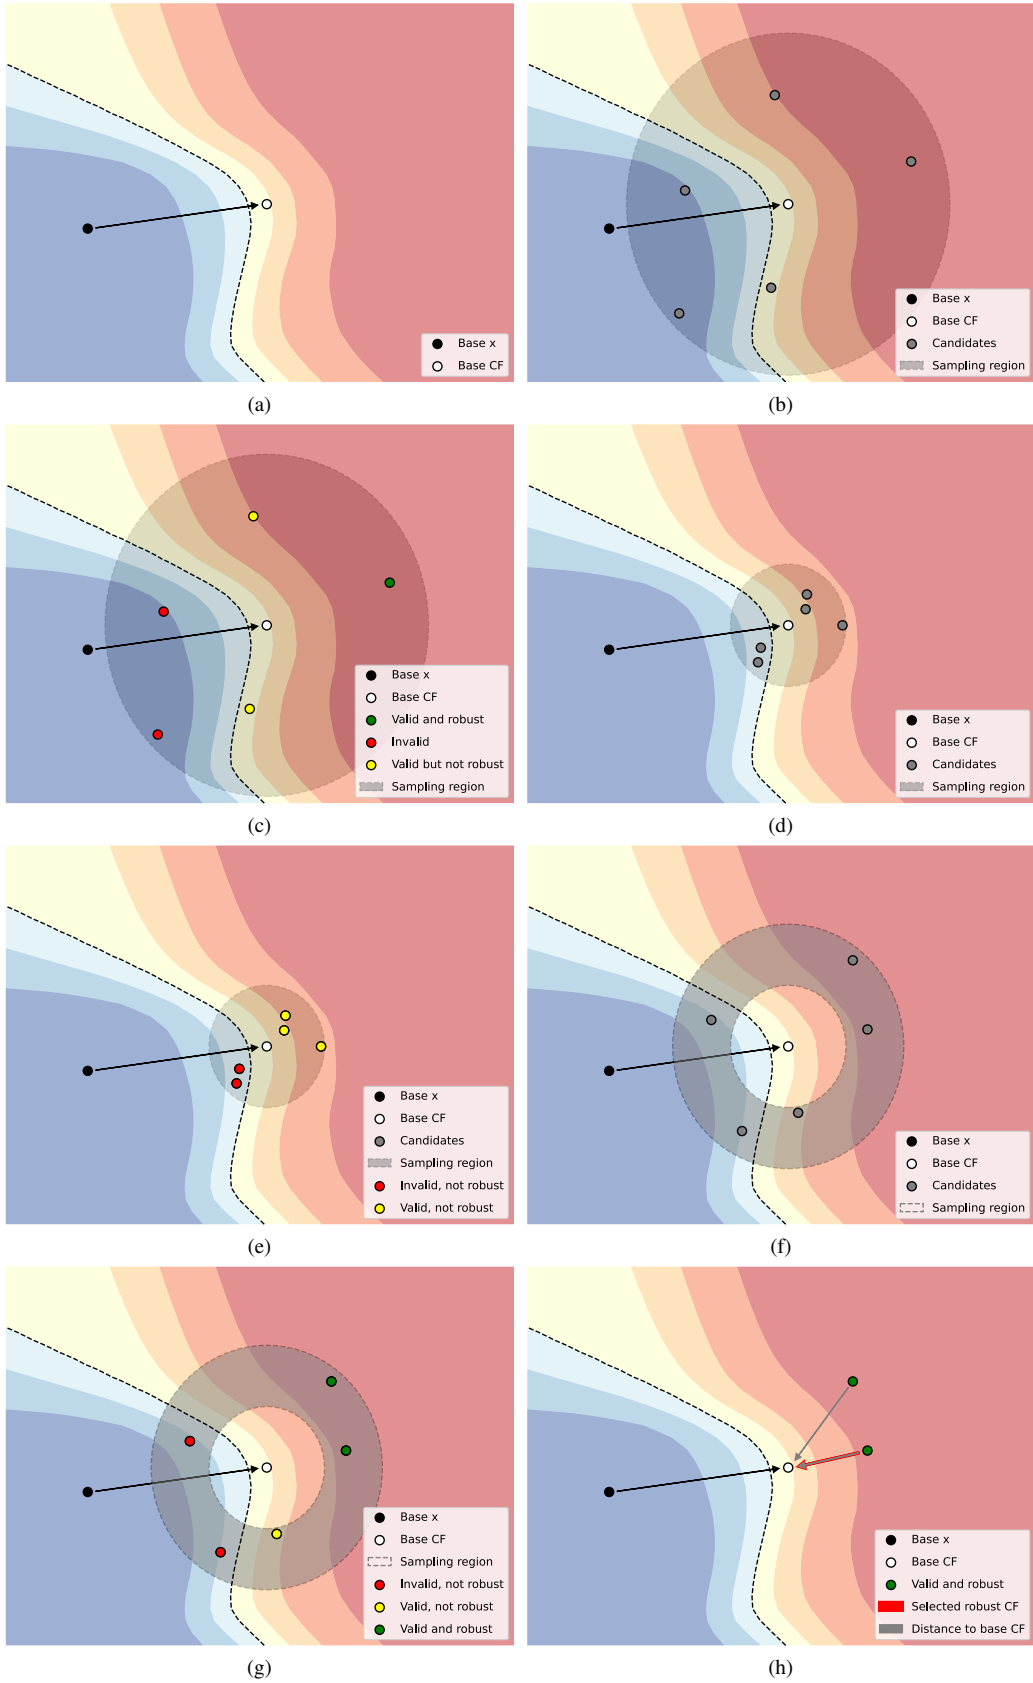 Base x
Base CF
(a)
Base x
Base CF
Candidates
Sampling region
(b)
Base x
Base CF
Valid and robust
Invalid
Valid but not robust
Sampling region
(c)
Base x
Base CF
Candidates
Sampling region
(d)
Base x
Base CF
Candidates
Sampling region
Invalid, not robust
Valid, not robust
(e)
Base x
Base CF
Candidates
Sampling region
(f)
Base x
Base CF
Sampling region
Invalid, not robust
Valid, not robust
Valid and robust
(g)
Base x
Base CF
Valid and robust
Selected robust CF
Distance to base CF
(h)